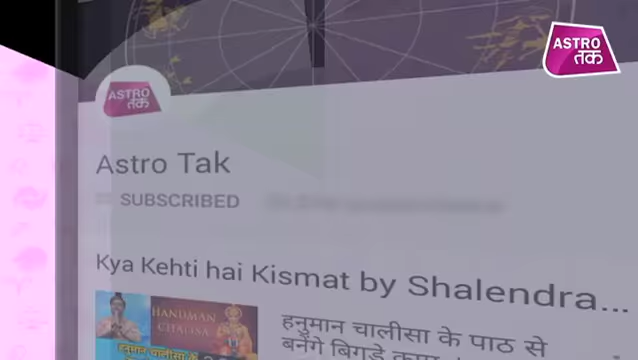 ASTRO
तक
ASTRO
तक
Astro Tak
SUBSCRIBED
Kya Kehti hai Kismat by Shalendra...
HANUMAN
CHALISA
हनुमान चालीसा के पाठ से
बनेंगे बिगड़े काम